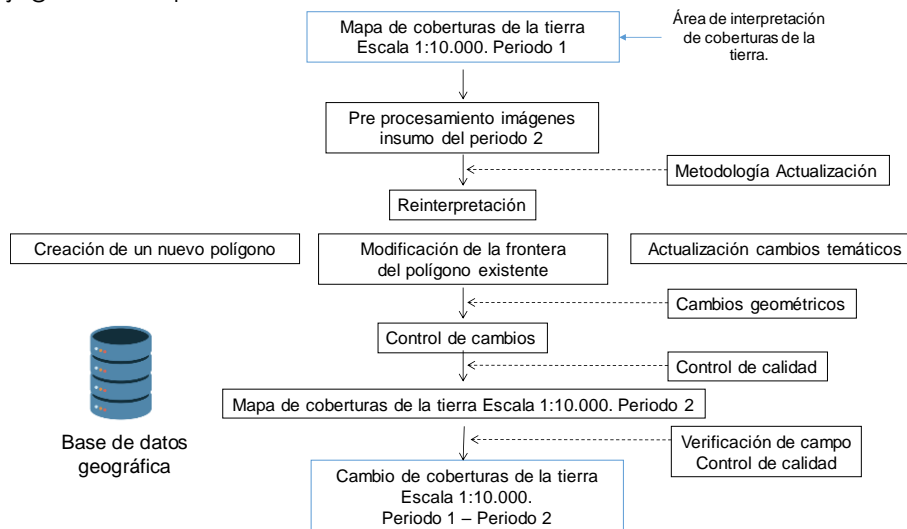 Mapa de coberturas de la tierra
Escala 1:10.000. Periodo 1
Área de interpretación
de coberturas de la
tierra.
Pre procesamiento imágenes
insumo del periodo 2
Metodología Actualización
Reinterpretación
Creación de un nuevo polígono
Modificación de la frontera
del polígono existente
Actualización cambios temáticos
Cambios geométricos
Control de cambios
Control de calidad
Mapa de coberturas de la tierra Escala 1:10.000. Periodo 2
Base de datos
geográfica
Verificación de campo
Control de calidad
Cambio de coberturas de la tierra
Escala 1:10.000.
Periodo 1 – Periodo 2